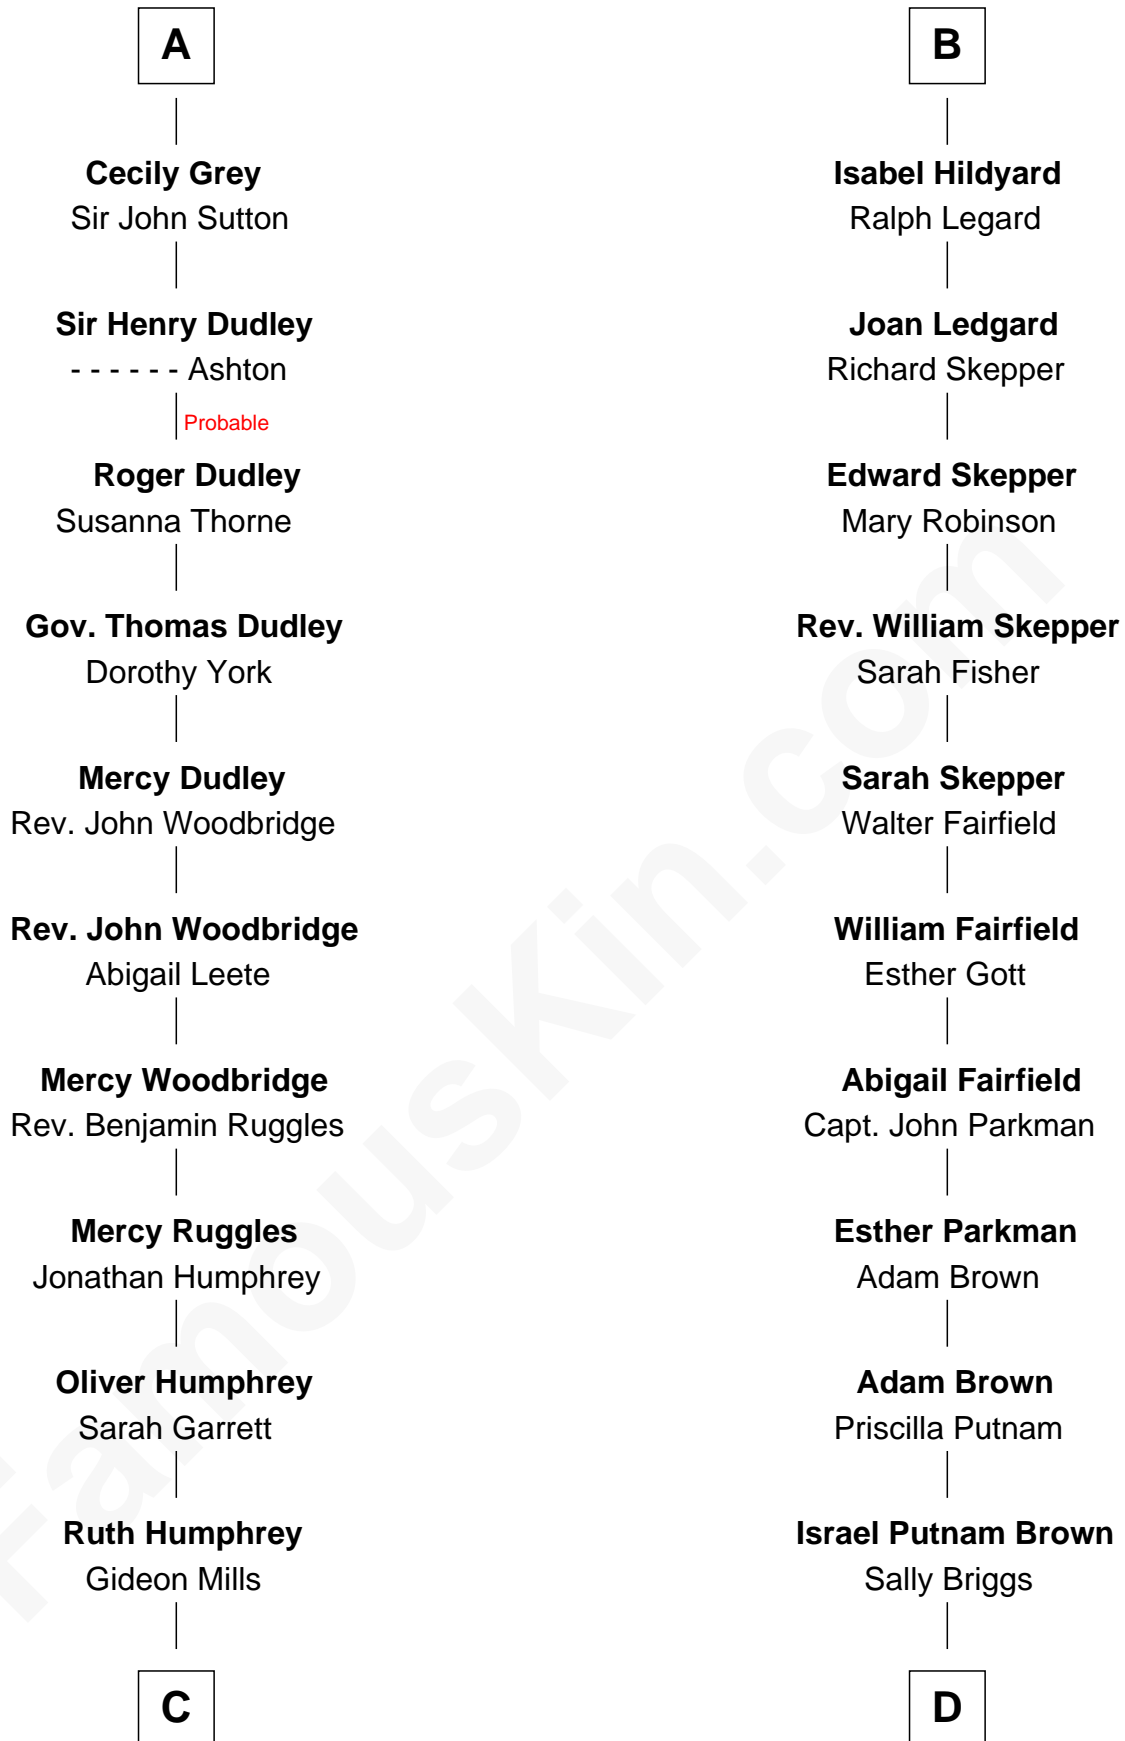 A
Cecily Grey
Sir John Sutton
Sir Henry Dudley
- - - - - - Ashton
Probable
Roger Dudley
Susanna Thorne
Gov. Thomas Dudley
Dorothy York
Mercy Dudley
Rev. John Woodbridge
Rev. John Woodbridge
Abigail Leete
Mercy Woodbridge
Rev. Benjamin Ruggles
Mercy Ruggles
Jonathan Humphrey
Oliver Humphrey
Sarah Garrett
Ruth Humphrey
Gideon Mills
C
B
Isabel Hildyard
Ralph Legard
Joan Ledgard
Richard Skepper
Edward Skepper
Mary Robinson
Rev. William Skepper
Sarah Fisher
Sarah Skepper
Walter Fairfield
William Fairfield
Esther Gott
Abigail Fairfield
Capt. John Parkman
Esther Parkman
Adam Brown
Adam Brown
Priscilla Putnam
Israel Putnam Brown
Sally Briggs
D
FamousKin.com